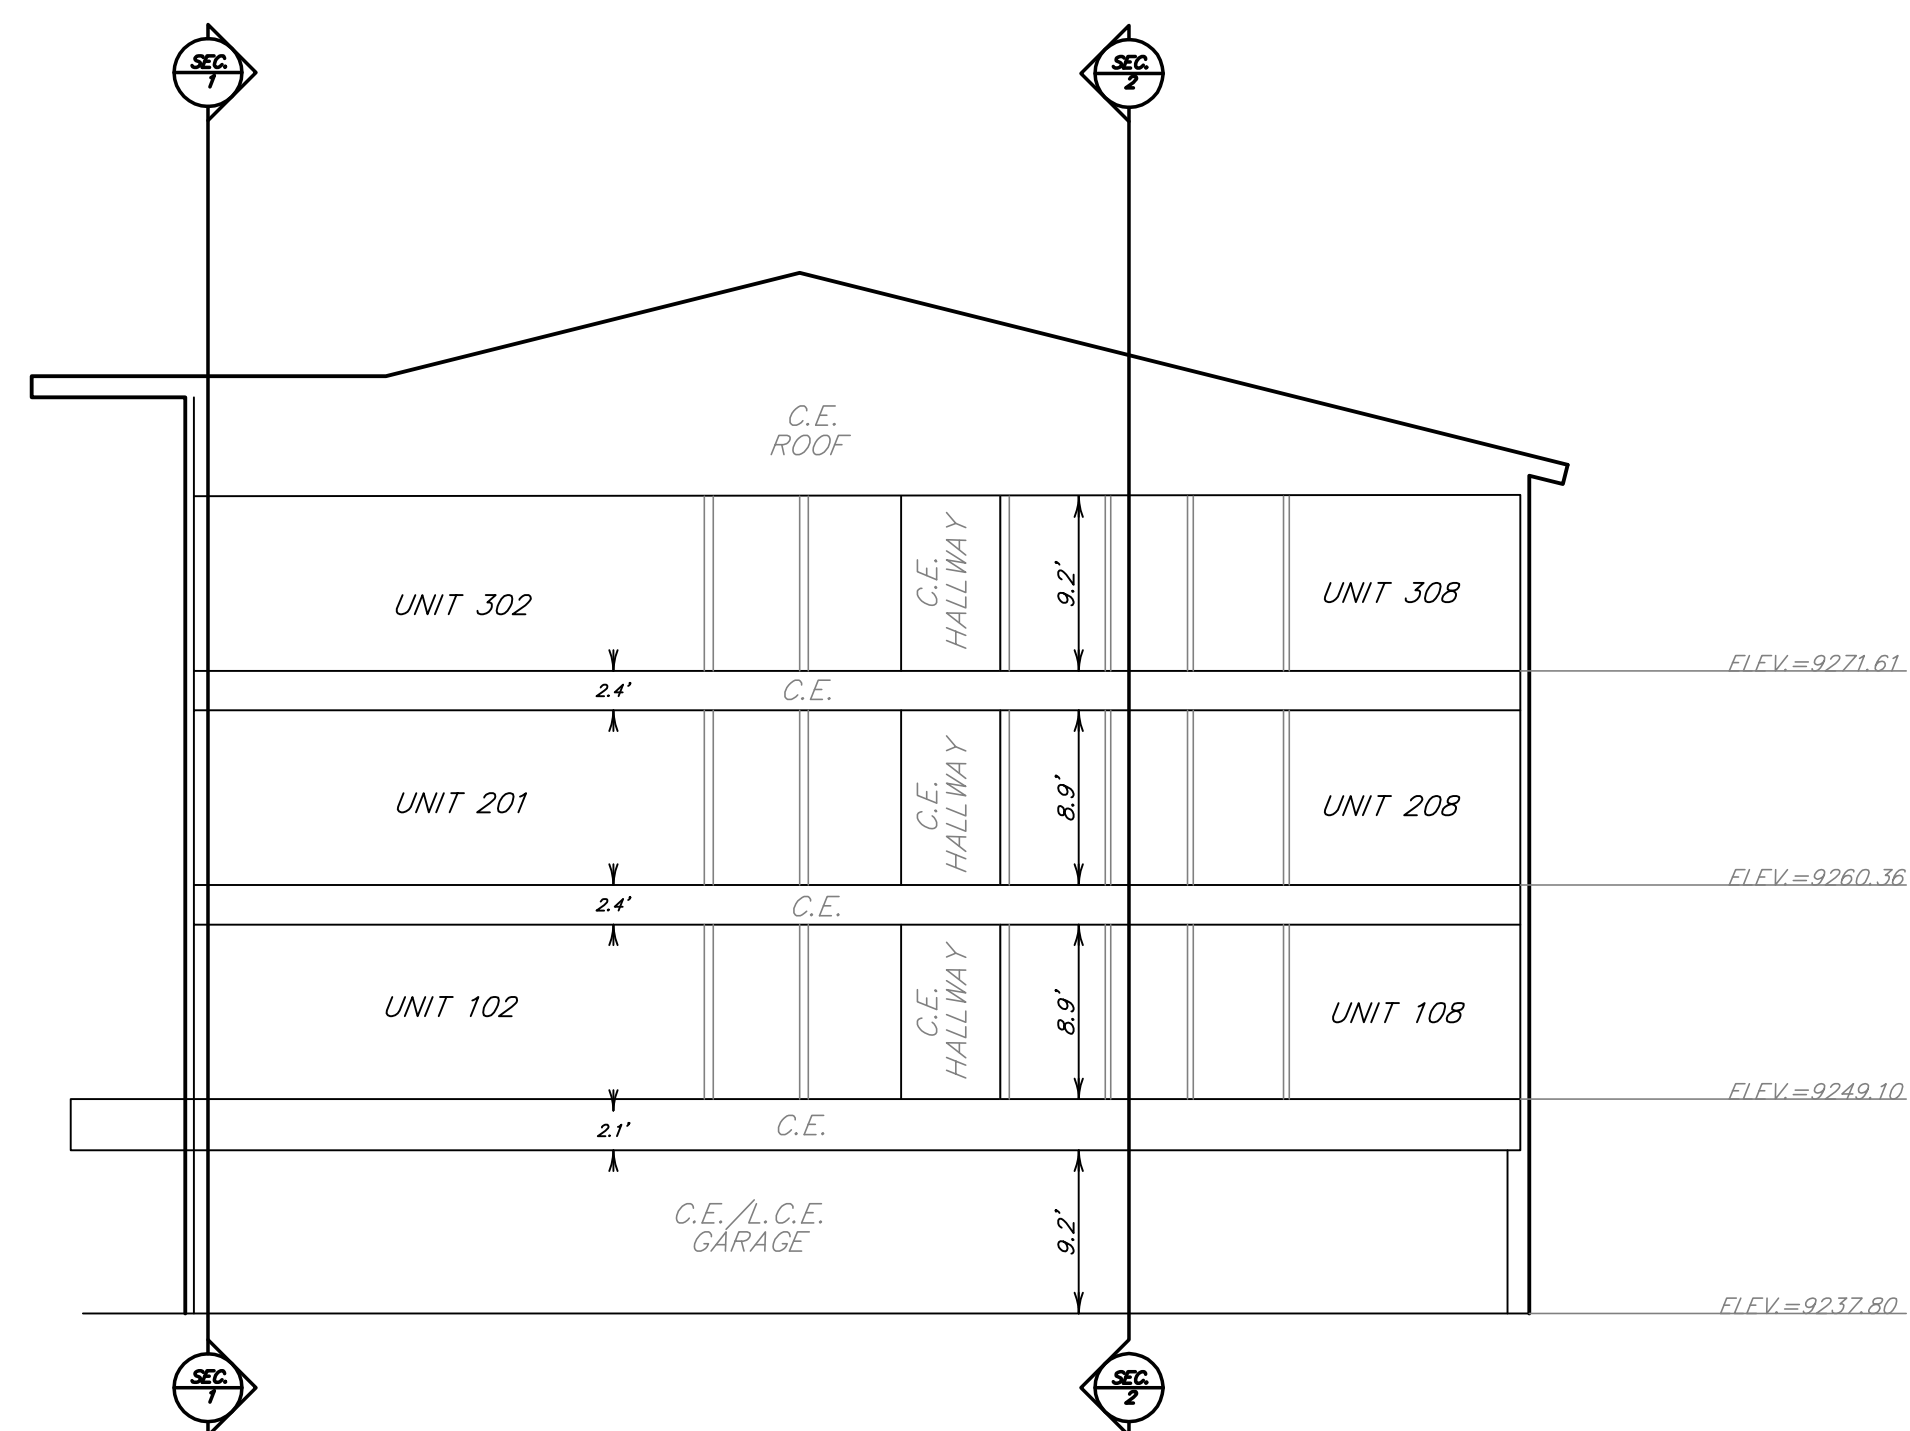 SEC.
1
SEC.
2
C.E.
ROOF
UNIT 302
C.E.
HALLWAY
9.2'
UNIT 308
ELEV.=9271.61
2.4'
C.E.
UNIT 201
C.E.
HALLWAY
8.9'
UNIT 208
ELEV.=9260.36
2.4'
C.E.
UNIT 102
C.E.
HALLWAY
8.9'
UNIT 108
ELEV.=9249.10
2.1'
C.E.
C.E./L.C.E.
GARAGE
9.2'
ELEV.=9237.80
SEC.
1
SEC.
2